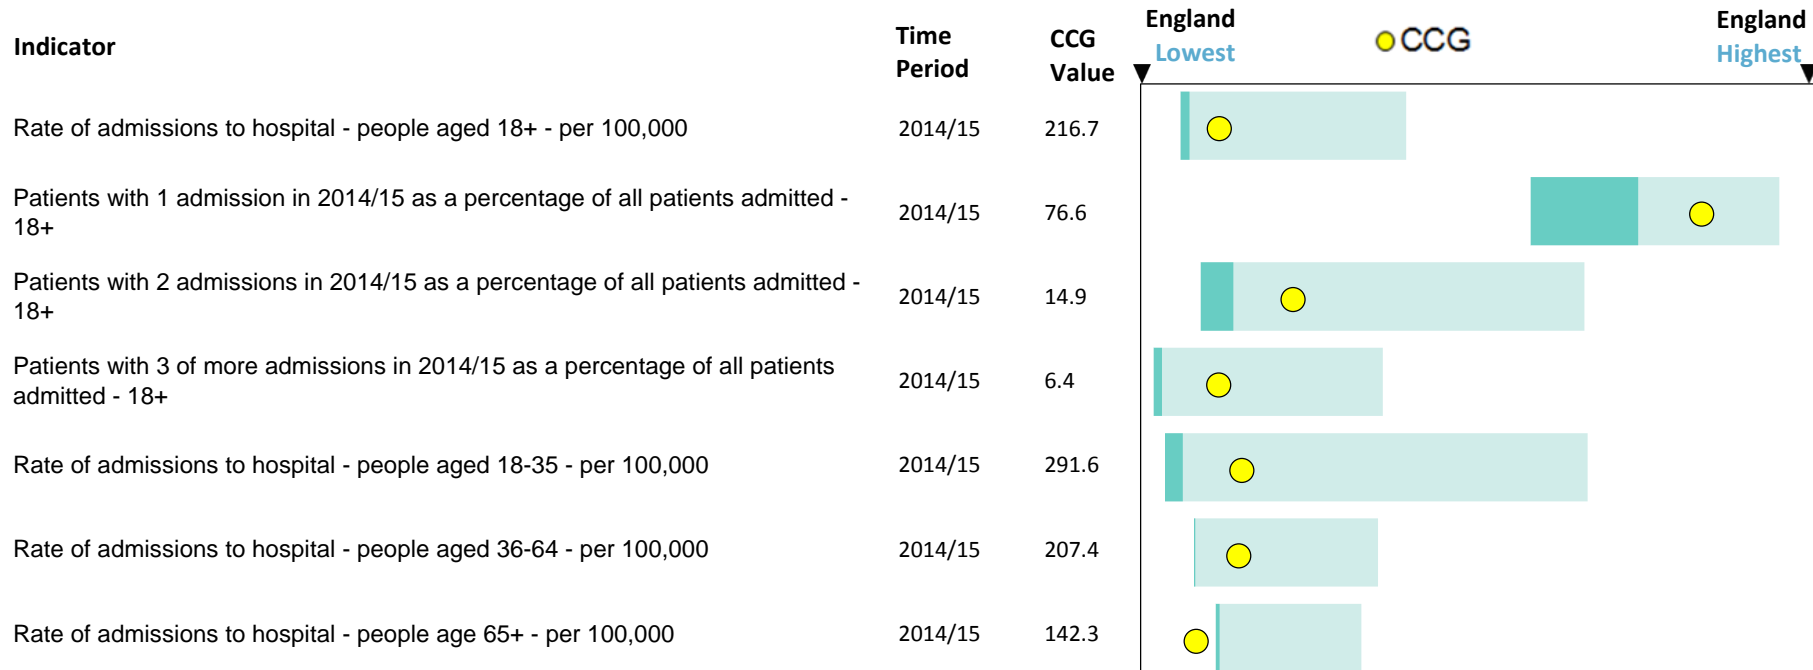 Indicator
Time Period
CCG Value
England Lowest
CCG
England Highest
Rate of admissions to hospital - people aged 18+ - per 100,000 2014/15 216.7
Patients with 1 admission in 2014/15 as a percentage of all patients admitted -
18+ 2014/15 76.6
Patients with 2 admissions in 2014/15 as a percentage of all patients admitted -
18+ 2014/15 14.9
Patients with 3 of more admissions in 2014/15 as a percentage of all patients
admitted - 18+ 2014/15 6.4
Rate of admissions to hospital - people aged 18-35 - per 100,000 2014/15 291.6
Rate of admissions to hospital - people aged 36-64 - per 100,000 2014/15 207.4
Rate of admissions to hospital - people age 65+ - per 100,000 2014/15 142.3